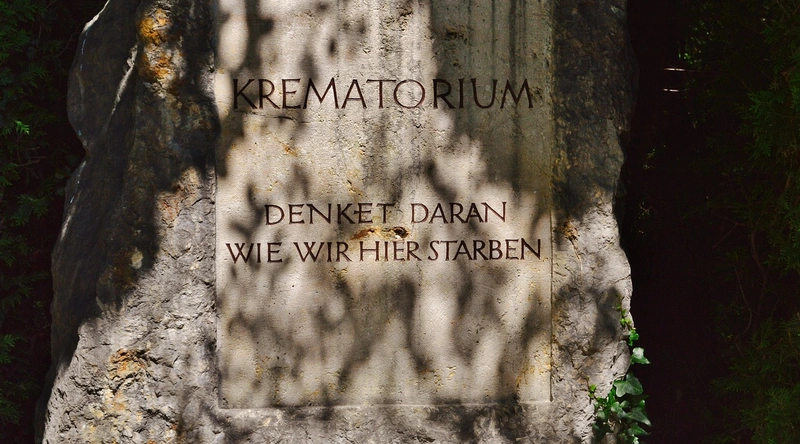 KREMATORIUM
DENKET DARAN
WIE WIR HIER STARBEN